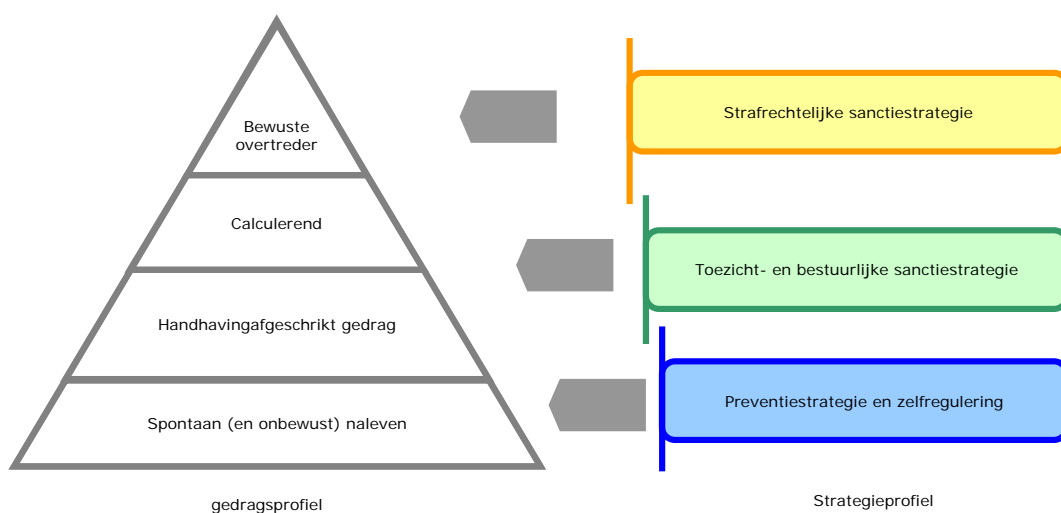 Bewuste
overtreder
Strafrechtelijke sanctiestrategie
Calculerend
Toezicht- en bestuurlijke sanctiestrategie
Handhavingafgeschrikt gedrag
Spontaan (en onbewust) naleven
Preventiestrategie en zelfregulering
gedragsprofiel
Strategieprofiel